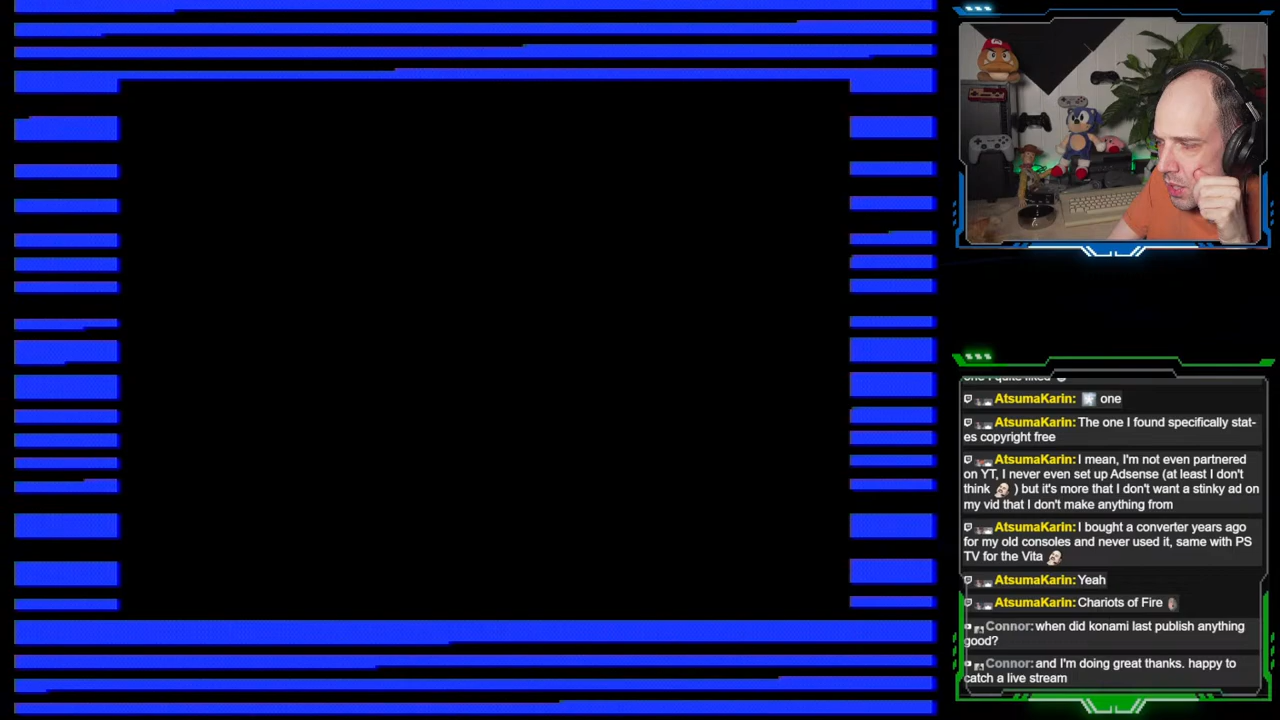 AtsumaKarin: one
AtsumaKarin: The one I found specifically stat-
es copyright free
AtsumaKarin: I mean, I'm not even partnered
on YT, I never even set up Adsense (at least I don't
think ) but it's more that I don't want a stinky ad on
my vid that I don't make anything from
AtsumaKarin: I bought a converter years ago
for my old consoles and never used it, same with PS
TV for the Vita
AtsumaKarin: Yeah
AtsumaKarin: Chariots of Fire
Connor: when did konami last publish anything
good?
Connor: and I'm doing great thanks. happy to
catch a live stream